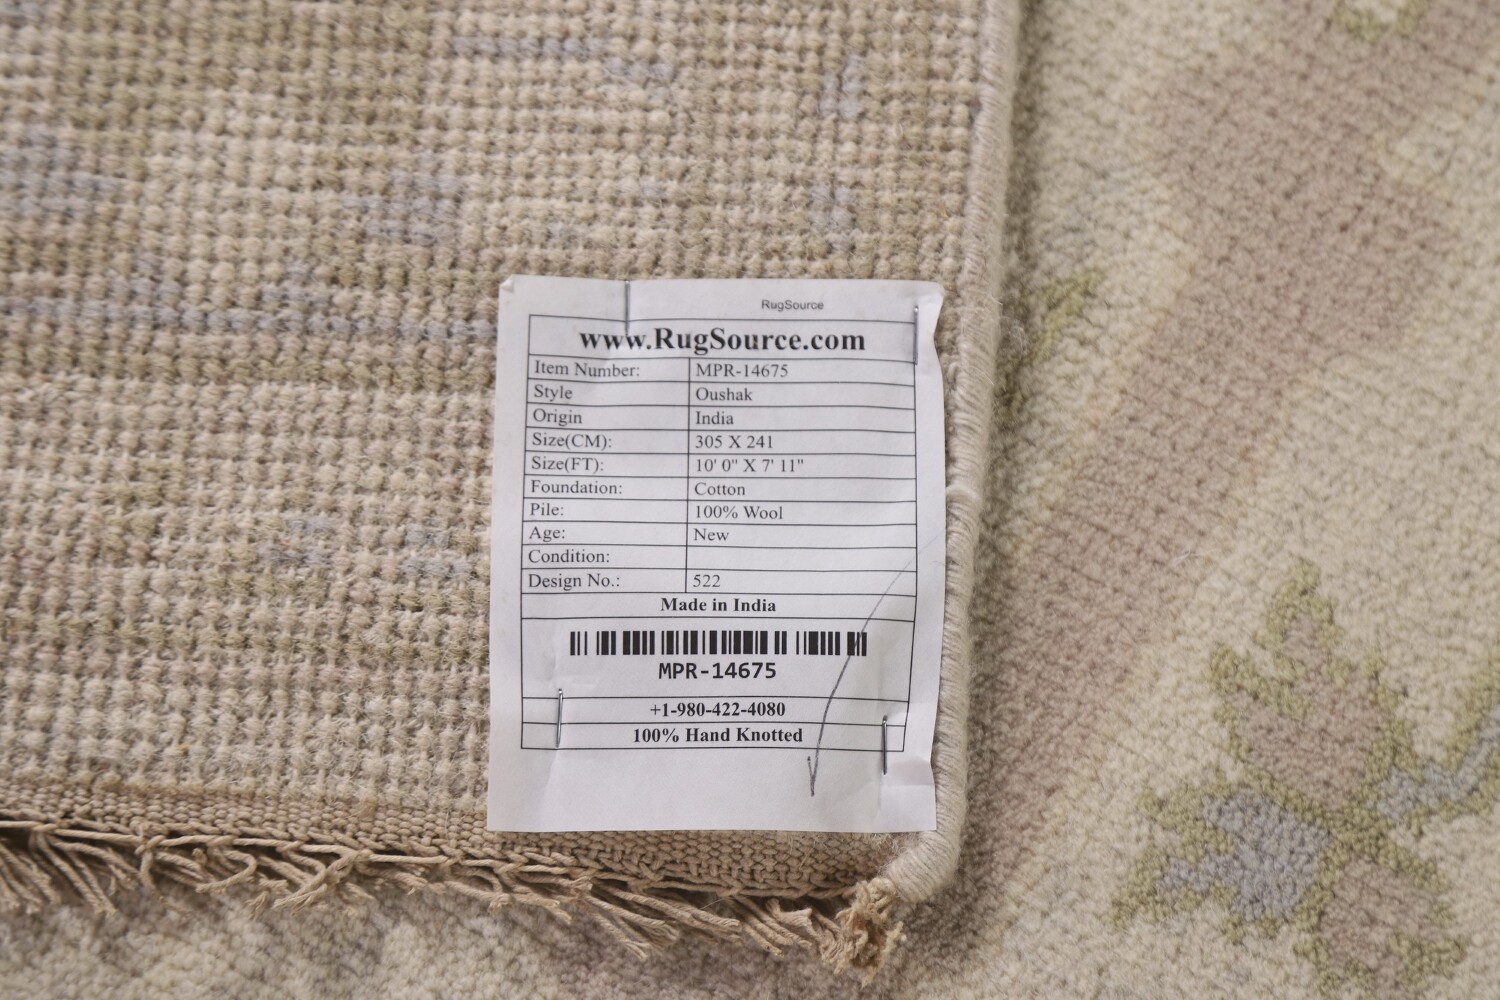 RugSource
www.RugSource.com
Item Number: MPR-14675
Style Oushak
Origin India
Size(CM): 305 X 241
Size(FT): 10' 0" X 7' 11"
Foundation: Cotton
Pile: 100% Wool
Age: New
Condition:
Design No.: 522
Made in India
MPR-14675
+1-980-422-4080
100% Hand Knotted